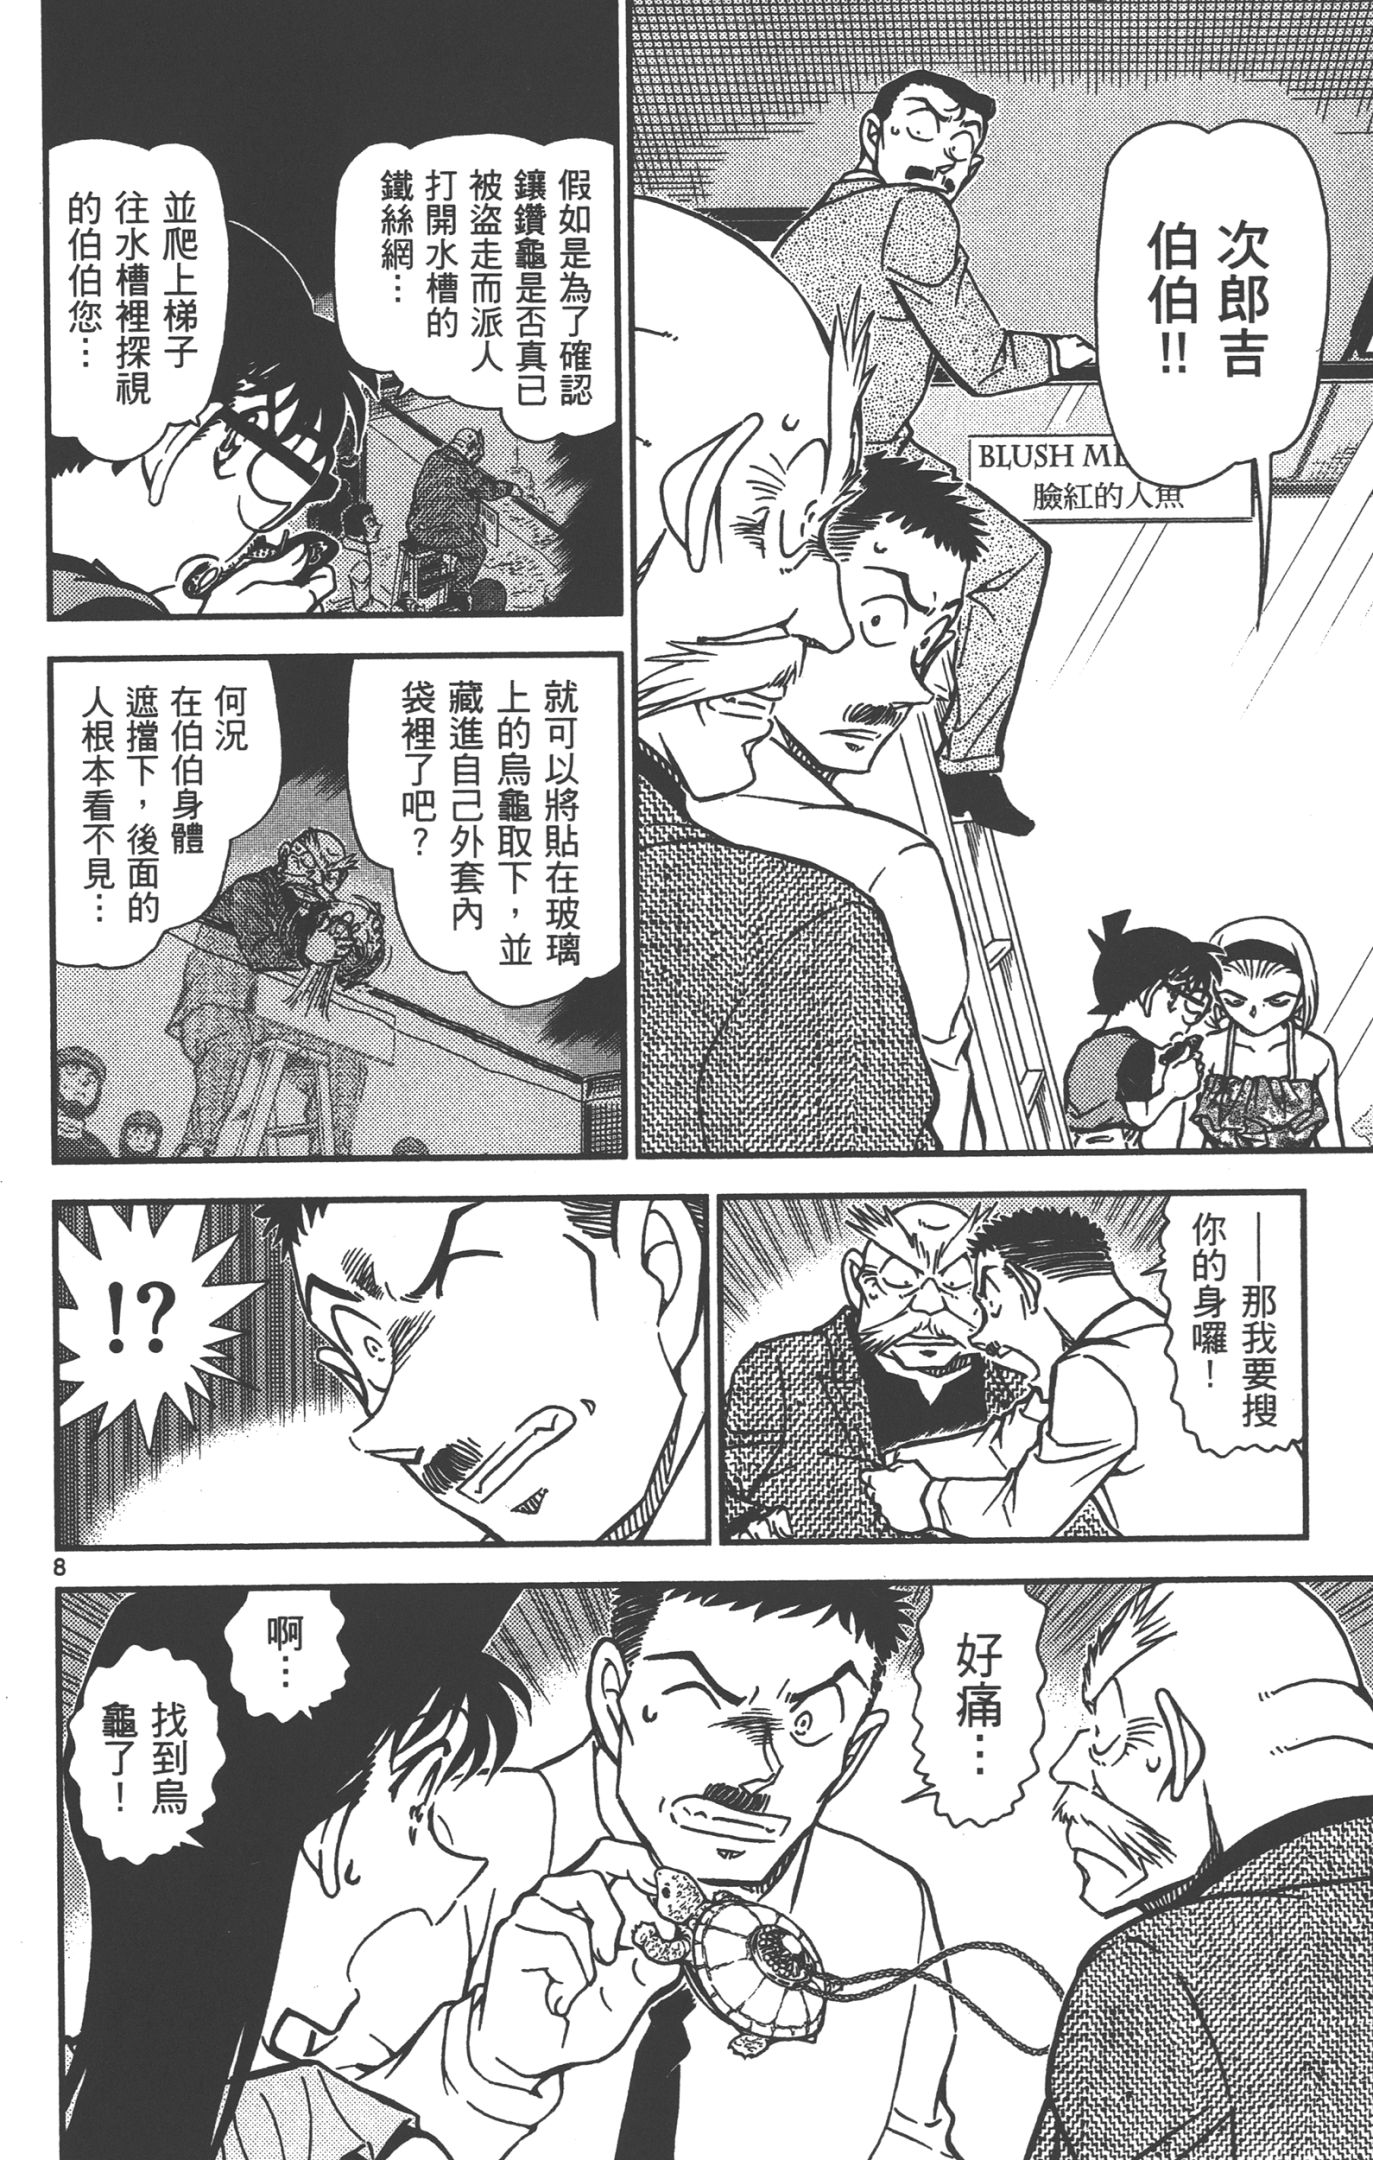 次郎吉
伯伯!!
BLUSH ME
臉紅的人魚
假如是為了確認
鑲鑽龜是否真已
被盜走而派人
打開水槽的
鐵絲網…
並爬上梯子
往水槽裡探視
的伯伯您…
就可以將貼在玻璃
上的烏龜取下，並
藏進自己外套內
袋裡了吧？
何況
在伯伯身體
遮擋下，後面的
人根本看不見…
──那我要搜
你的身囉！
!?
8
好痛…
啊…
找到烏
龜了！